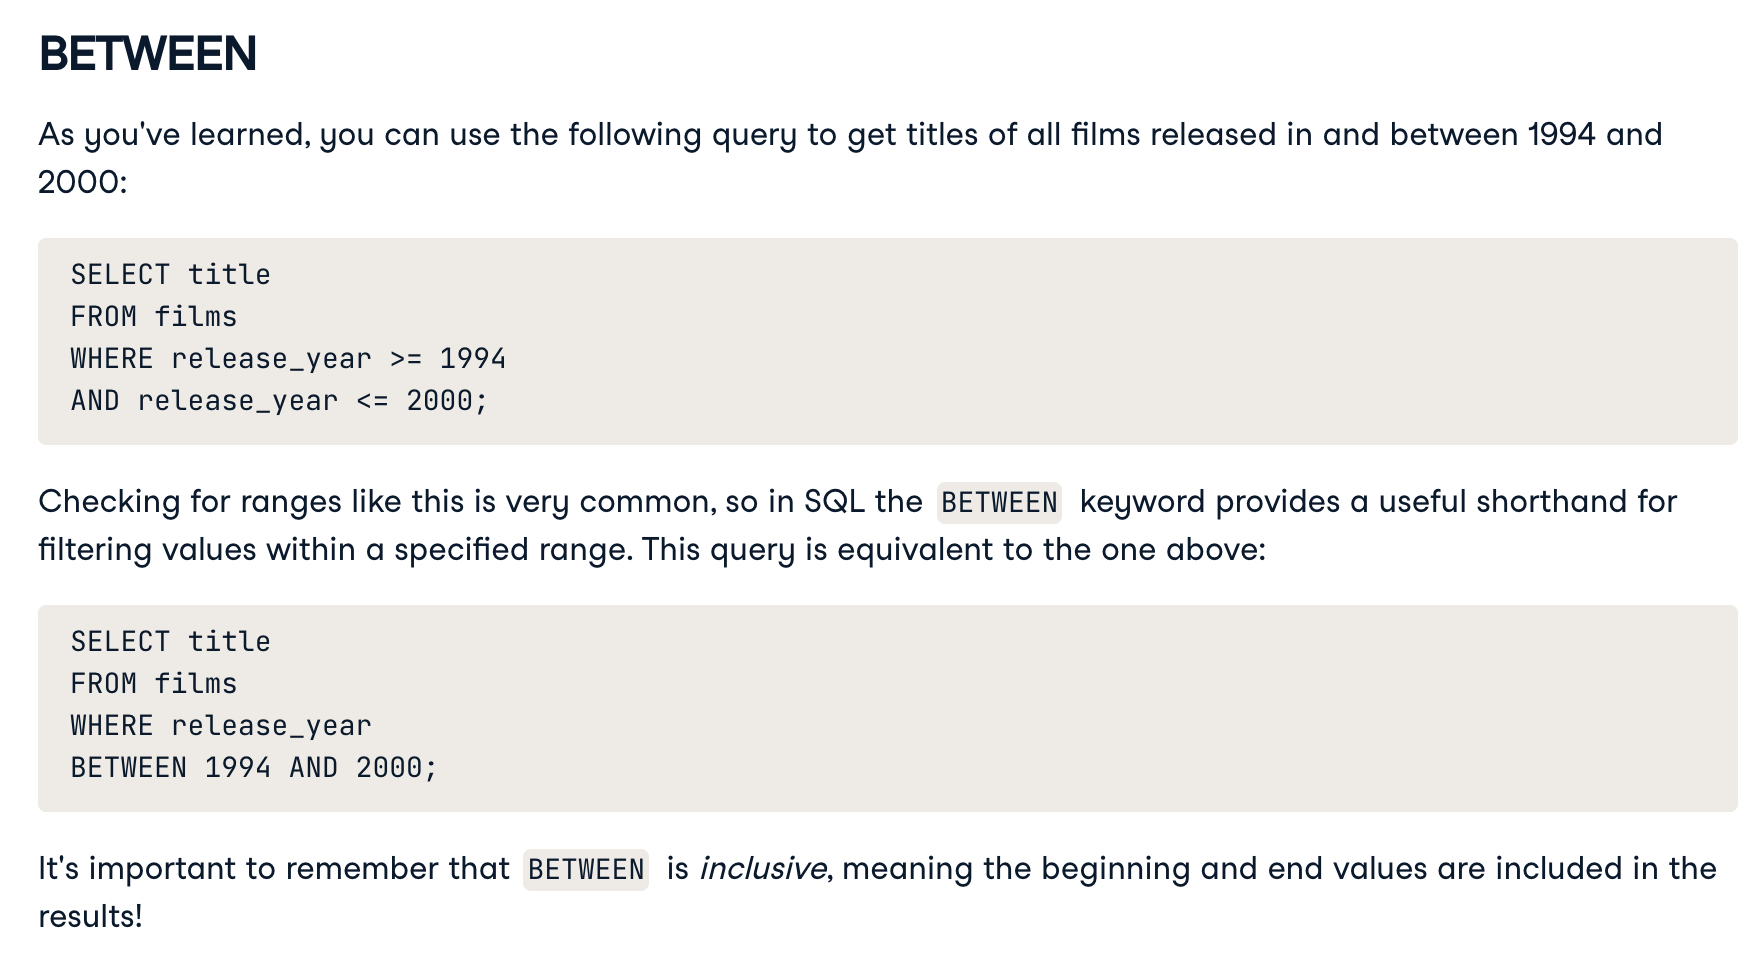 BETWEEN
As you've learned, you can use the following query to get titles of all films released in and between 1994 and
2000:
SELECT title
FROM films
WHERE release_year >= 1994
AND release_year <= 2000;
Checking for ranges like this is very common, so in SQL the BETWEEN keyword provides a useful shorthand for
filtering values within a specified range. This query is equivalent to the one above:
SELECT title
FROM films
WHERE release_year
BETWEEN 1994 AND 2000;
It's important to remember that BETWEEN is inclusive, meaning the beginning and end values are included in the
results!